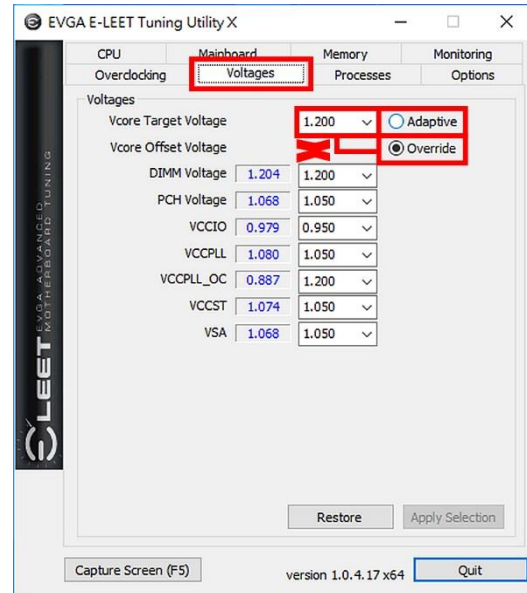 EVGA E-LEET Tuning Utility X
CPU Mainboard Memory Monitoring
Overclocking Voltages Processes Options
Voltages
Vcore Target Voltage 1.200 Adaptive
Vcore Offset Voltage Override
DIMM Voltage 1.204 1.200
PCH Voltage 1.068 1.050
VCCIO 0.979 0.950
VCCPLL 1.080 1.050
VCCPLL_OC 0.887 1.200
VCCST 1.074 1.050
VSA 1.068 1.050
Restore Apply Selection
Capture Screen (F5) version 1.0.4.17 x64 Quit
E-LEET EVGA ADVANCED
MOTHERBOARD TUNING